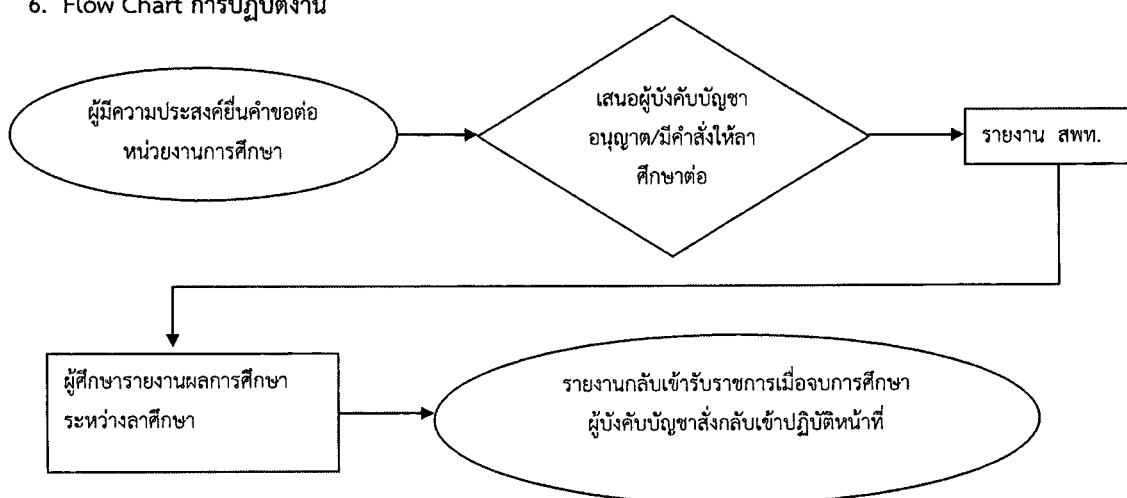 6. Flow Chart การปฏิบัติงาน
ผู้มีความประสงค์ยื่นคำขอต่อ
หน่วยงานการศึกษา
เสนอผู้บังคับบัญชา
อนุญาต/มีคำสั่งให้ลา
ศึกษาต่อ
รายงาน สพท.
ผู้ศึกษารายงานผลการศึกษา
ระหว่างลาศึกษา
รายงานกลับเข้ารับราชการเมื่อจบการศึกษา
ผู้บังคับบัญชาสั่งกลับเข้าปฏิบัติหน้าที่